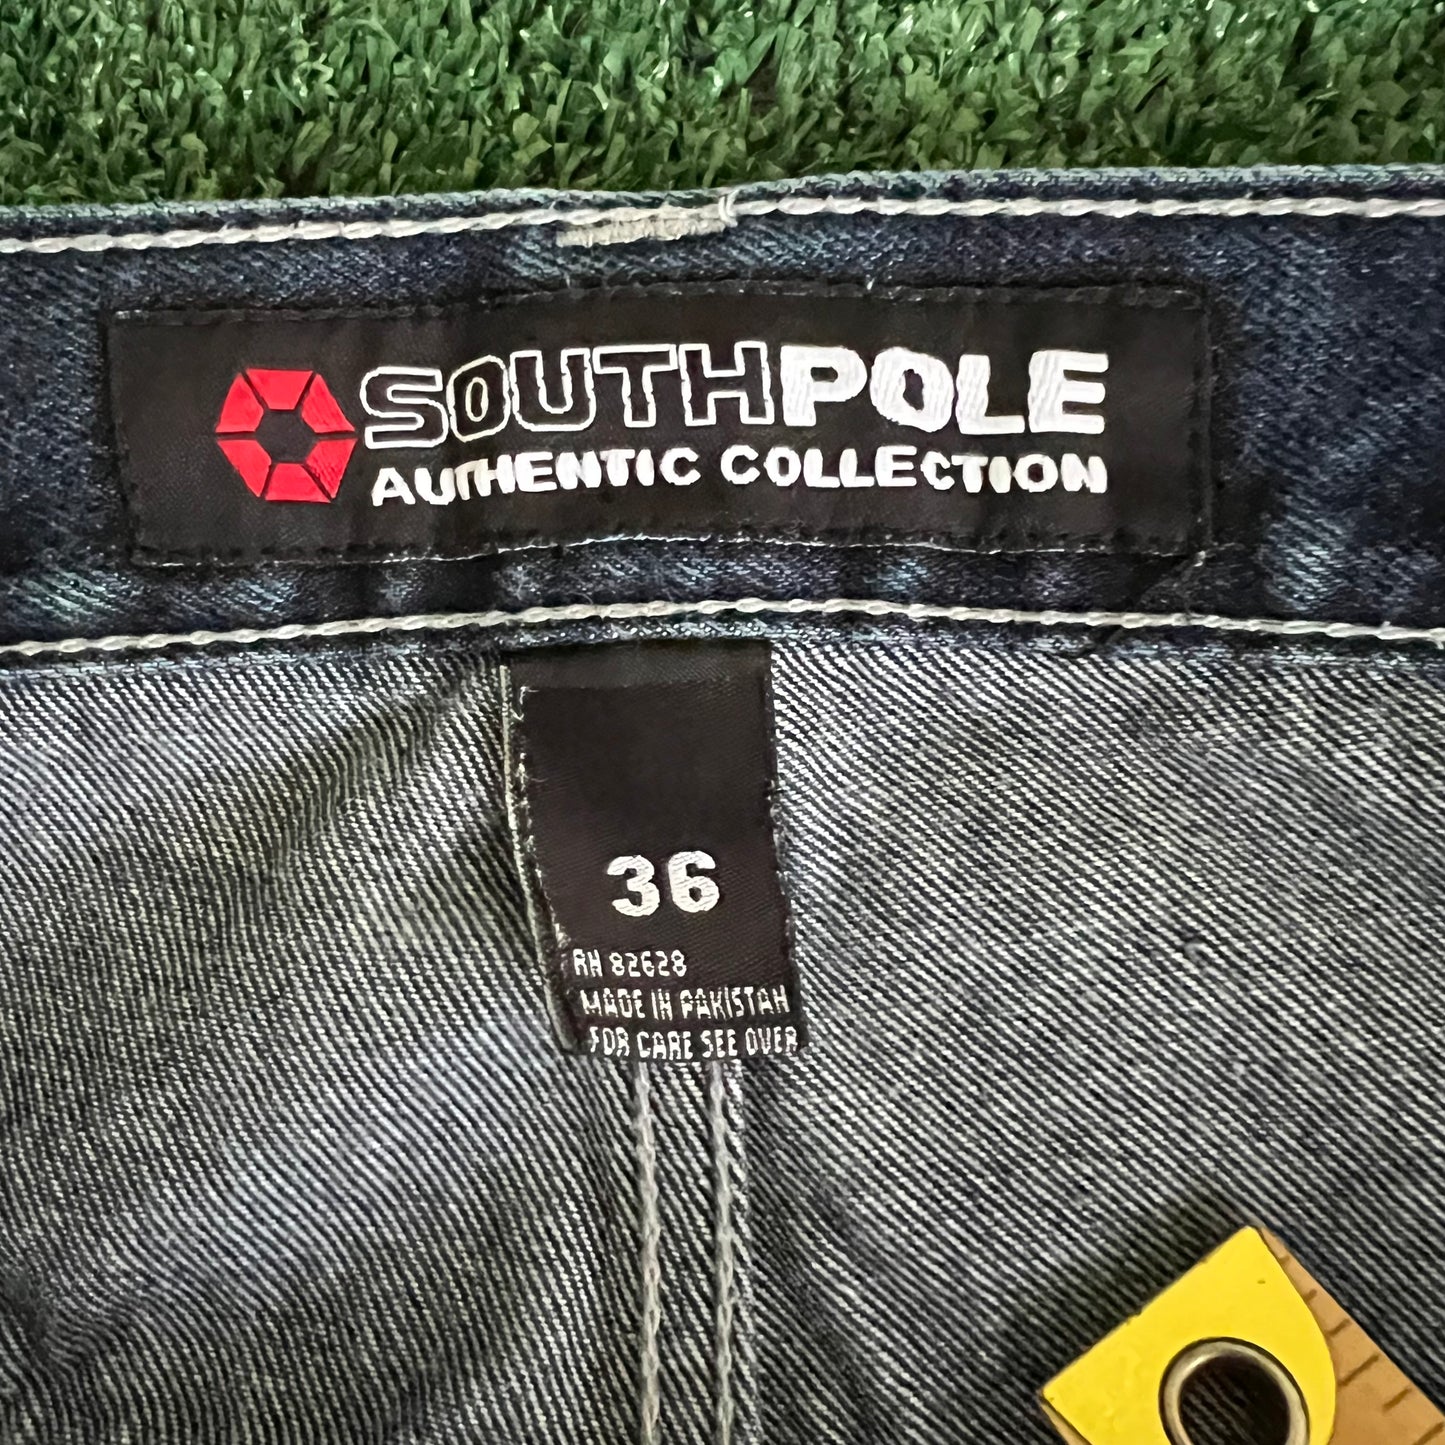 SOUTHPOLE
AUTHENTIC COLLECTION
36
RN 82628
MADE IN PAKISTAN
FOR CARE SEE OVER